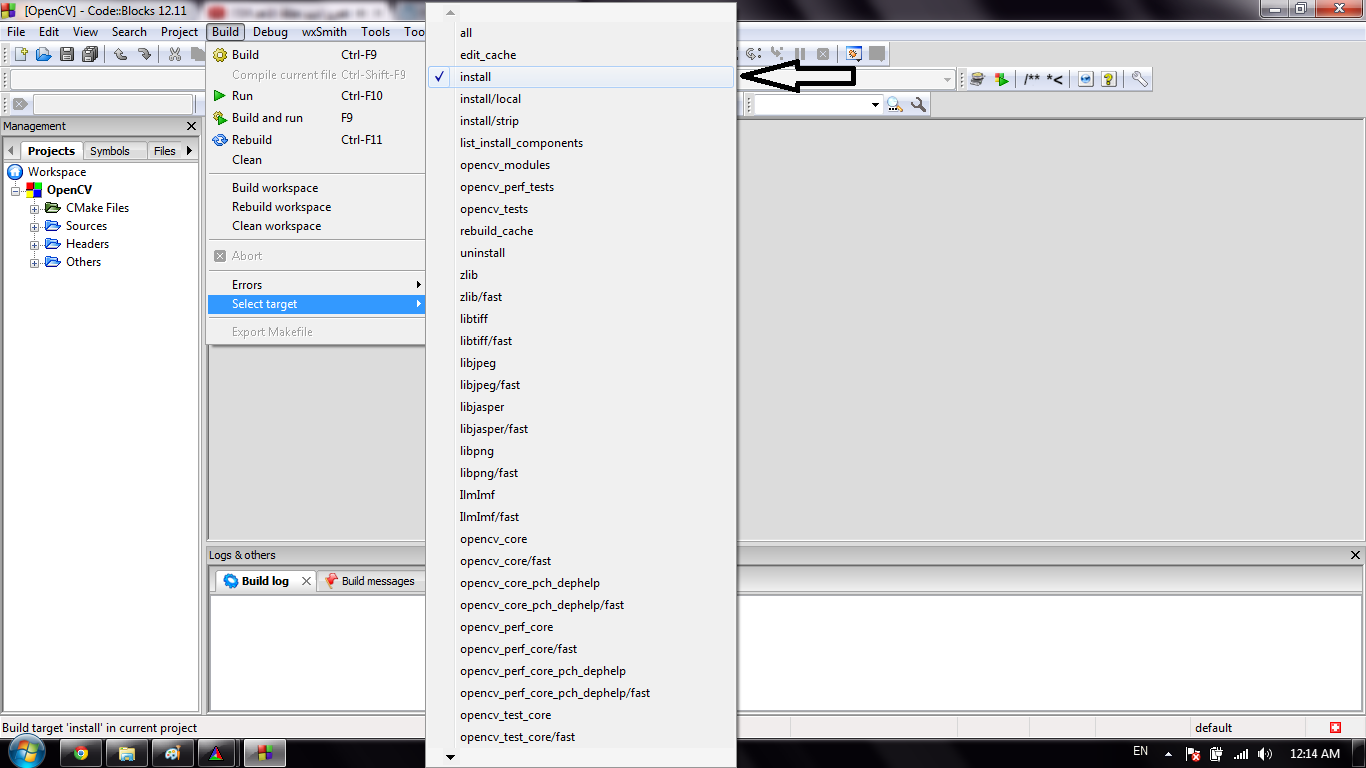 [OpenCV] - Code::Blocks 12.11
File Edit View Search Project Build Debug wxSmith Tools Too
/** *<
Management
Projects Symbols Files
Workspace
OpenCV
CMake Files
Sources
Headers
Others
Build Ctrl-F9
Compile current file Ctrl-Shift-F9
Run Ctrl-F10
Build and run F9
Rebuild Ctrl-F11
Clean
Build workspace
Rebuild workspace
Clean workspace
Abort
Errors
Select target
Export Makefile
all
edit_cache
install
install/local
install/strip
list_install_components
opencv_modules
opencv_perf_tests
opencv_tests
rebuild_cache
uninstall
zlib
zlib/fast
libtiff
libtiff/fast
libjpeg
libjpeg/fast
libjasper
libjasper/fast
libpng
libpng/fast
IlmImf
IlmImf/fast
opencv_core
opencv_core/fast
opencv_core_pch_dephelp
opencv_core_pch_dephelp/fast
opencv_perf_core
opencv_perf_core/fast
opencv_perf_core_pch_dephelp
opencv_perf_core_pch_dephelp/fast
opencv_test_core
opencv_test_core/fast
Logs & others
Build log Build messages
Build target 'install' in current project
default
EN
12:14 AM